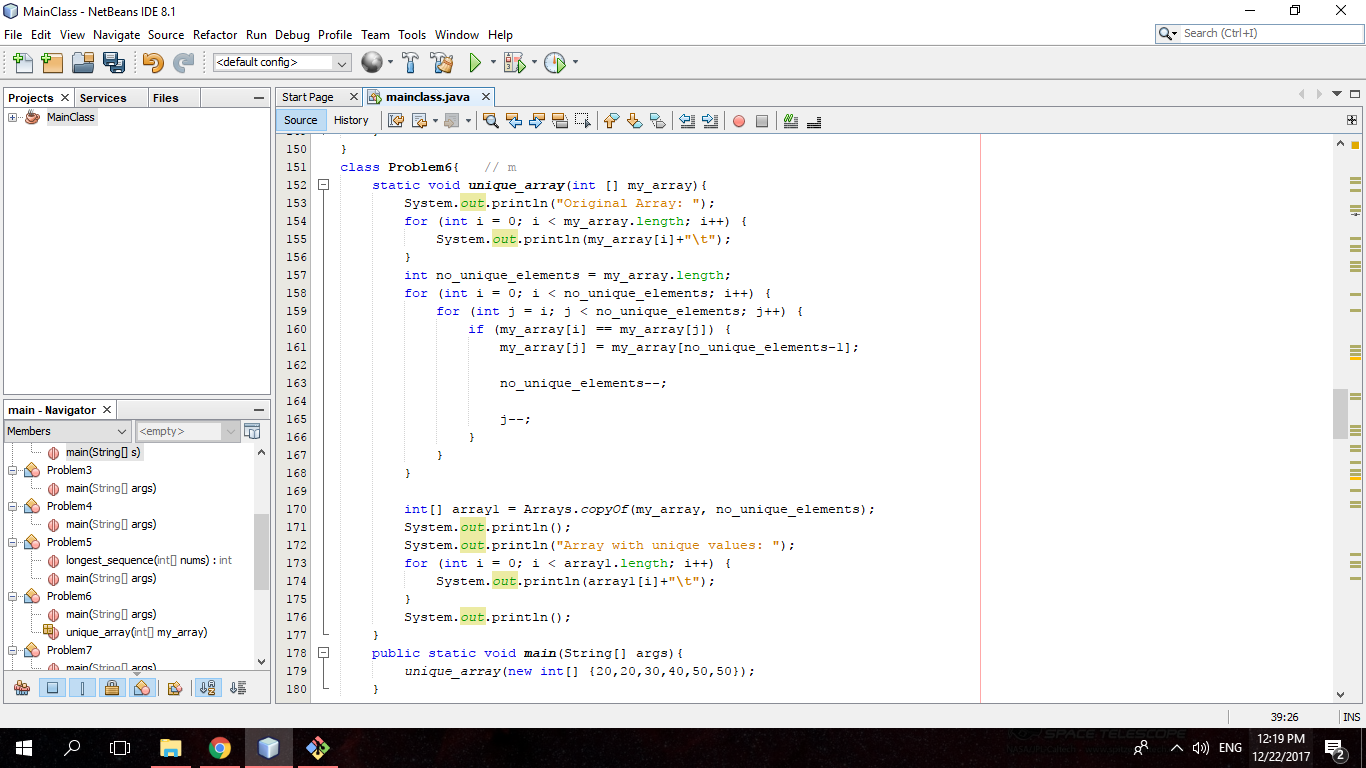 MainClass - NetBeans IDE 8.1
File Edit View Navigate Source Refactor Run Debug Profile Team Tools Window Help
Search (Ctrl+I)
<default config>
Projects Services Files
MainClass
Start Page mainclass.java
Source History
150 }
151 class Problem6{ // m
152 static void unique_array(int [] my_array){
153 System.out.println("Original Array: ");
154 for (int i = 0; i < my_array.length; i++) {
155 System.out.println(my_array[i]+"\t");
156 }
157 int no_unique_elements = my_array.length;
158 for (int i = 0; i < no_unique_elements; i++) {
159 for (int j = i; j < no_unique_elements; j++) {
160 if (my_array[i] == my_array[j]) {
161 my_array[j] = my_array[no_unique_elements-1];
162
163 no_unique_elements--;
164
165 j--;
166 }
167 }
168 }
169
170 int[] array1 = Arrays.copyOf(my_array, no_unique_elements);
171 System.out.println();
172 System.out.println("Array with unique values: ");
173 for (int i = 0; i < array1.length; i++) {
174 System.out.println(array1[i]+"\t");
175 }
176 System.out.println();
177 }
178 public static void main(String[] args){
179 unique_array(new int[] {20,20,30,40,50,50});
180 }
main - Navigator
Members <empty>
main(String[] s)
Problem3
main(String[] args)
Problem4
main(String[] args)
Problem5
longest_sequence(int[] nums) : int
main(String[] args)
Problem6
main(String[] args)
unique_array(int[] my_array)
Problem7
main(String[] args)
39:26 INS
SPACE TELESCOPE
ENG
12:19 PM
12/22/2017
2